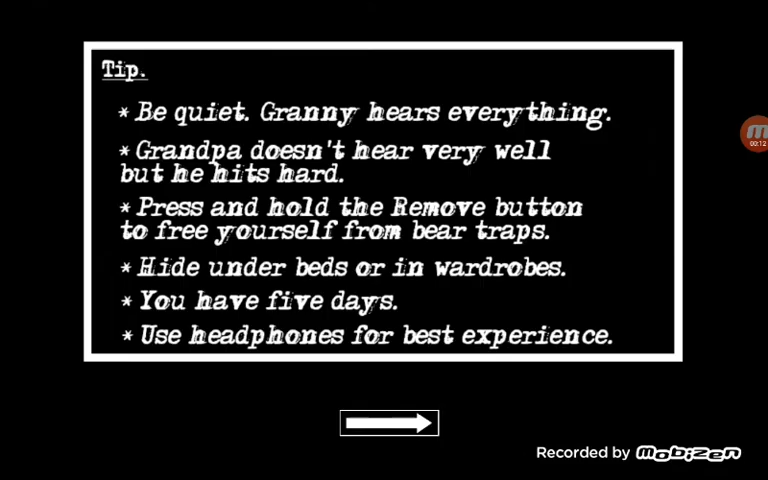 Tip.
* Be quiet. Granny hears everything.
* Grandpa doesn't hear very well
but he hits hard.
* Press and hold the Remove button
to free yourself from bear traps.
* Hide under beds or in wardrobes.
* You have five days.
* Use headphones for best experience.
00:12
Recorded by mobizen